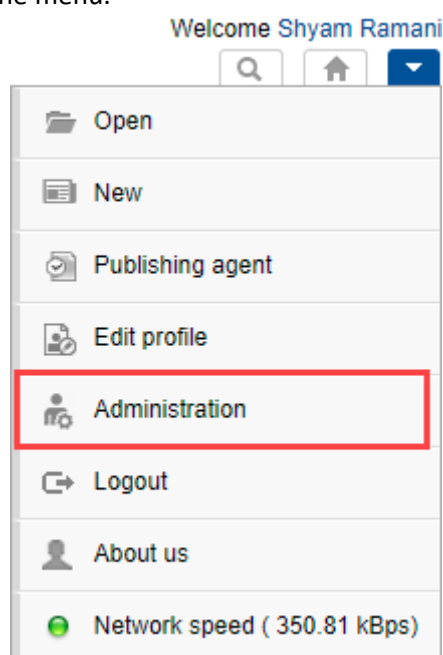 ne menu.
Welcome Shyam Ramani
Open
New
Publishing agent
Edit profile
Administration
Logout
About us
Network speed ( 350.81 kBps)